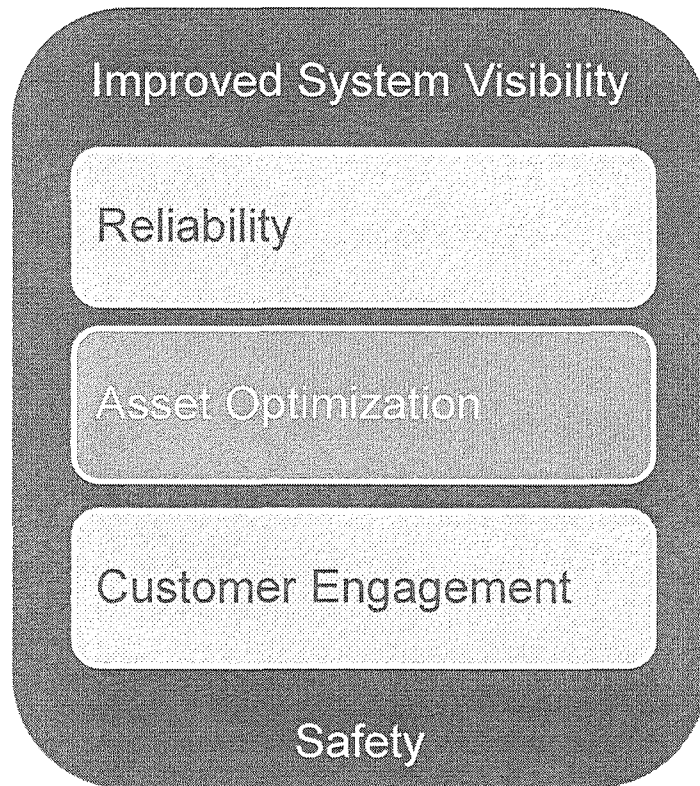 Improved System Visibility
Reliability
Asset Optimization
Customer Engagement
Safety